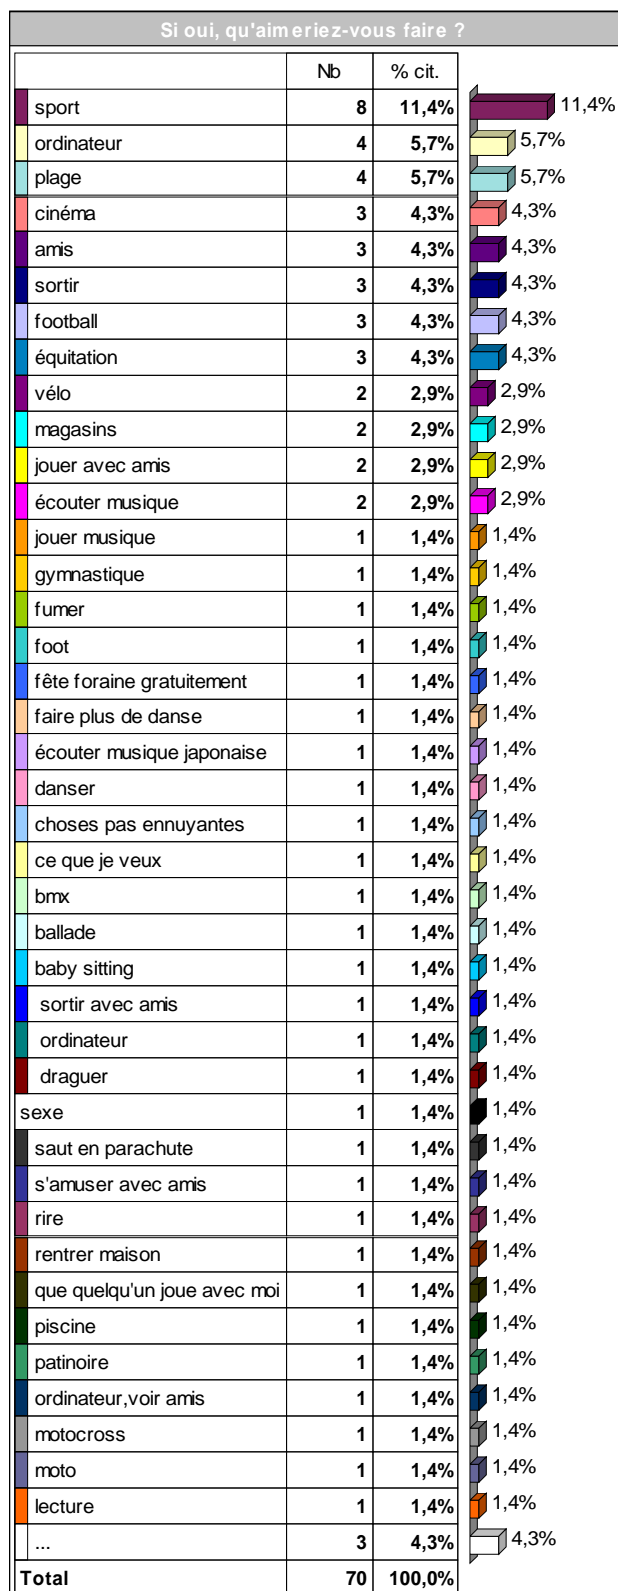 Si oui, qu'aimeriez-vous faire ?
Nb % cit.
sport 8 11,4% 11,4%
ordinateur 4 5,7% 5,7%
plage 4 5,7% 5,7%
cinéma 3 4,3% 4,3%
amis 3 4,3% 4,3%
sortir 3 4,3% 4,3%
football 3 4,3% 4,3%
équitation 3 4,3% 4,3%
vélo 2 2,9% 2,9%
magasins 2 2,9% 2,9%
jouer avec amis 2 2,9% 2,9%
écouter musique 2 2,9% 2,9%
jouer musique 1 1,4% 1,4%
gymnastique 1 1,4% 1,4%
fumer 1 1,4% 1,4%
foot 1 1,4% 1,4%
fête foraine gratuitement 1 1,4% 1,4%
faire plus de danse 1 1,4% 1,4%
écouter musique japonaise 1 1,4% 1,4%
danser 1 1,4% 1,4%
choses pas ennuyantes 1 1,4% 1,4%
ce que je veux 1 1,4% 1,4%
bmx 1 1,4% 1,4%
ballade 1 1,4% 1,4%
baby sitting 1 1,4% 1,4%
sortir avec amis 1 1,4% 1,4%
ordinateur 1 1,4% 1,4%
draguer 1 1,4% 1,4%
sexe 1 1,4% 1,4%
saut en parachute 1 1,4% 1,4%
s'amuser avec amis 1 1,4% 1,4%
rire 1 1,4% 1,4%
rentrer maison 1 1,4% 1,4%
que quelqu'un joue avec moi 1 1,4% 1,4%
piscine 1 1,4% 1,4%
patinoire 1 1,4% 1,4%
ordinateur,voir amis 1 1,4% 1,4%
motocross 1 1,4% 1,4%
moto 1 1,4% 1,4%
lecture 1 1,4% 1,4%
... 3 4,3% 4,3%
Total 70 100,0%